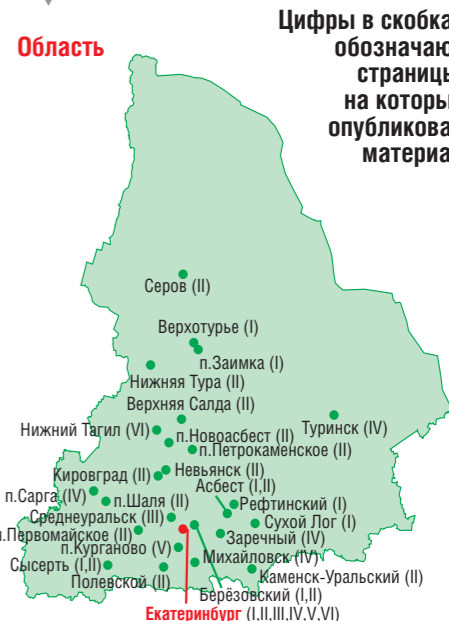 Область
Цифры в скобка
обозначаю
страницы
на которы
опубликова
материа
Серов (II)
Верхотурье (I)
п.Заимка (I)
Нижняя Тура (II)
Верхняя Салда (II)
Туринск (IV)
Нижний Тагил (VI)
п.Новоасбест (II)
п.Петрокаменское (II)
Невьянск (II)
Кировград (II)
Асбест (I,II)
п.Сарга (IV)
п.Шаля (II)
Рефтинский (I)
Среднеуральск (III)
Сухой Лог (I)
п.Первомайское (II)
Заречный (IV)
п.Курганово (V)
Михайловск (IV)
Сысерть (I,II)
Каменск-Уральский (II)
Полевской (II)
Берёзовский (I,II)
Екатеринбург (I,II,III,IV,V,VI)